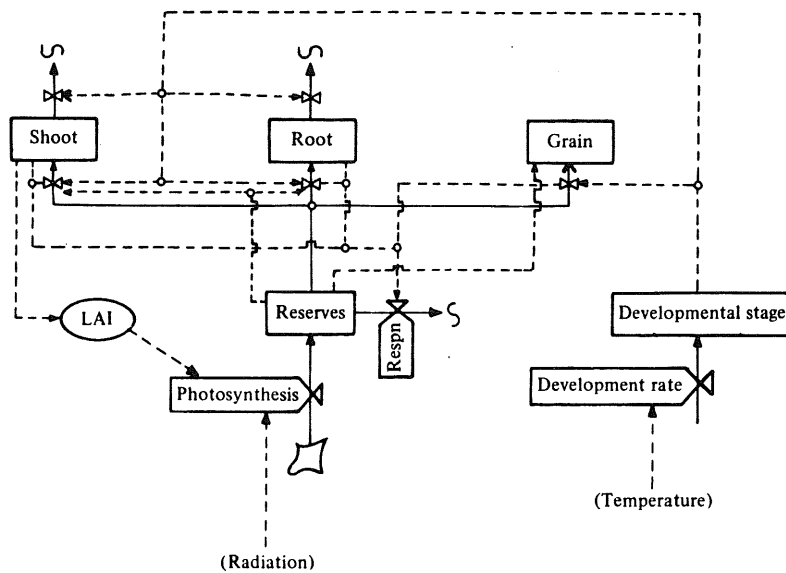 Shoot
Root
Grain
LAI
Reserves
Respn
Developmental stage
Photosynthesis
Development rate
(Temperature)
(Radiation)